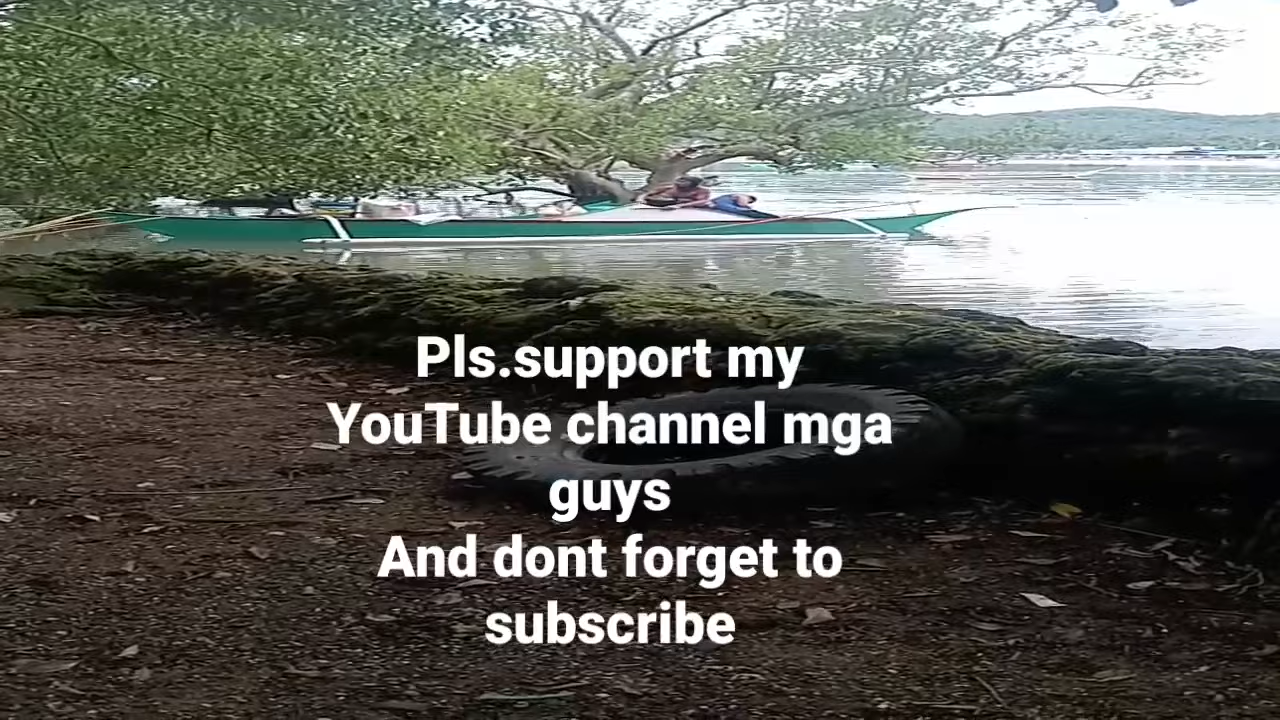 Pls.support my
YouTube channel mga
guys
And dont forget to
subscribe